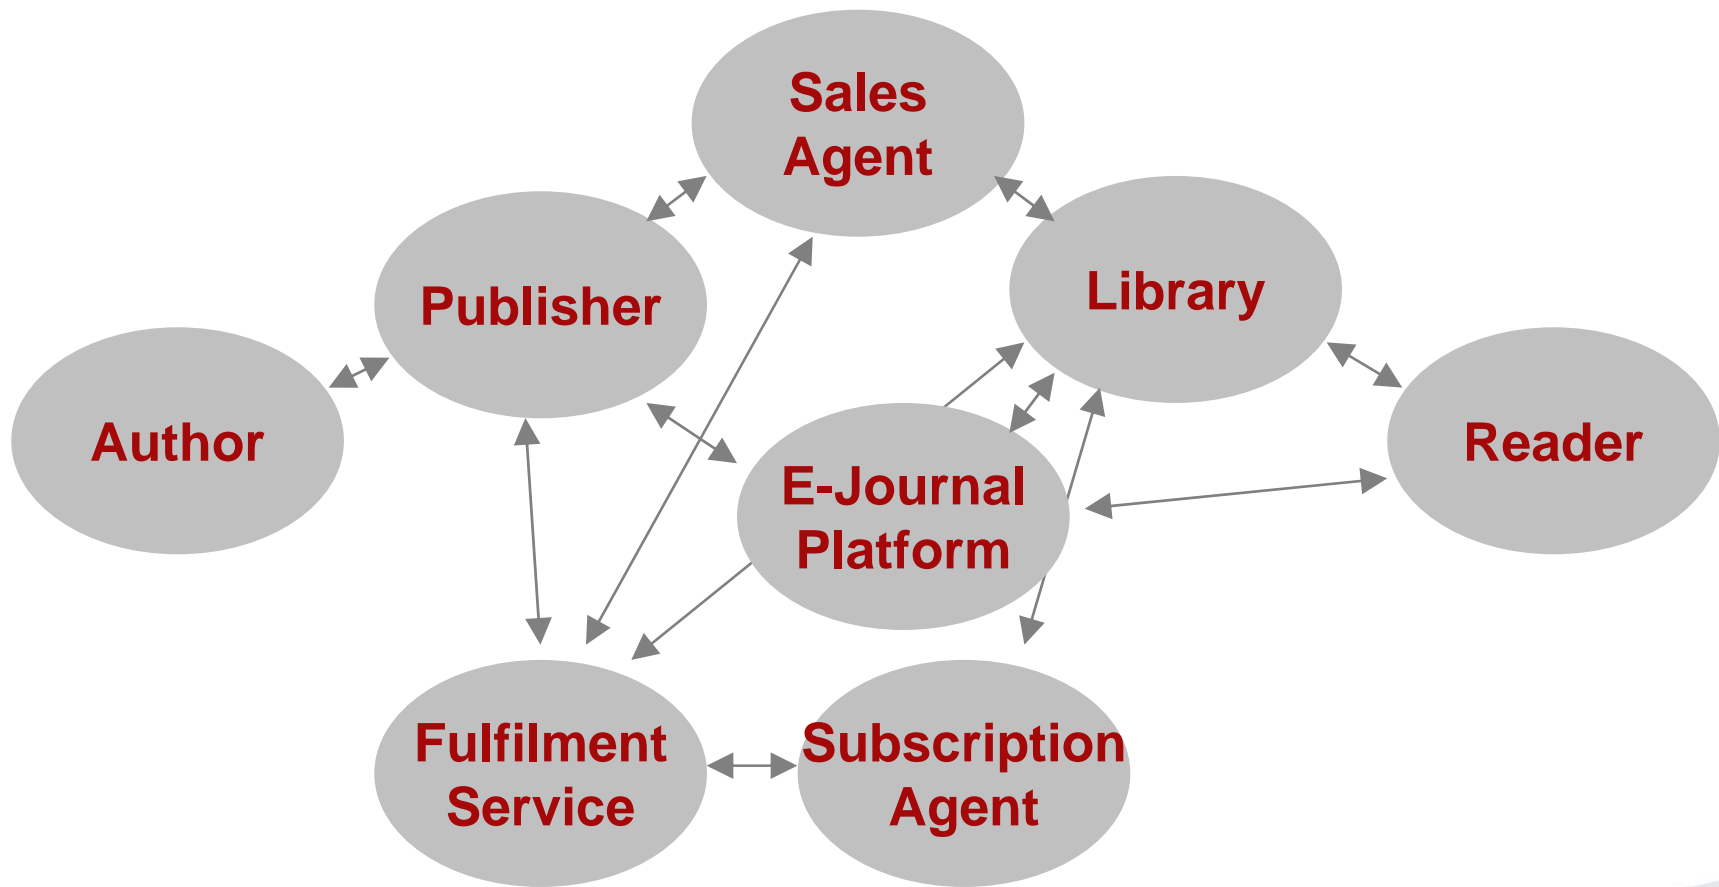 Sales
Agent
Publisher
Library
Author
Reader
E-Journal
Platform
Fulfilment
Service
Subscription
Agent